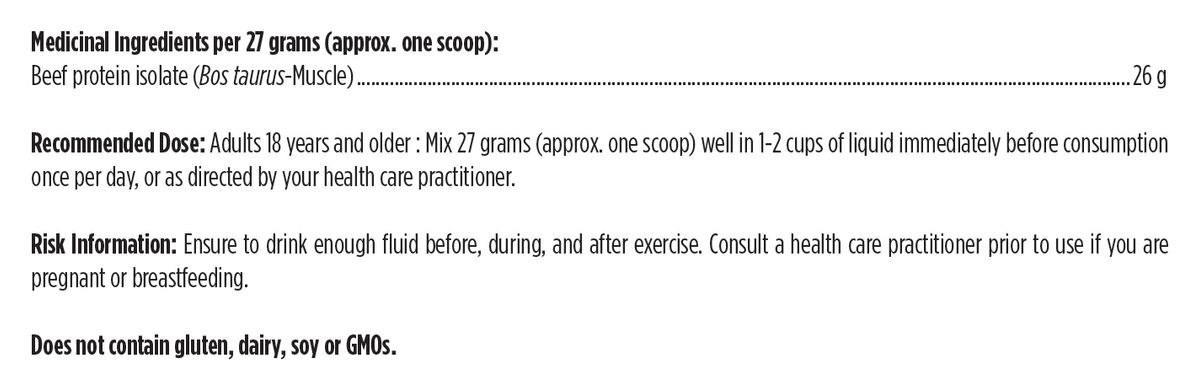 Medicinal Ingredients per 27 grams (approx. one scoop):
Beef protein isolate (Bos taurus-Muscle)........................................................................................................................................................................26 g
Recommended Dose: Adults 18 years and older : Mix 27 grams (approx. one scoop) well in 1-2 cups of liquid immediately before consumption
once per day, or as directed by your health care practitioner.
Risk Information: Ensure to drink enough fluid before, during, and after exercise. Consult a health care practitioner prior to use if you are
pregnant or breastfeeding.
Does not contain gluten, dairy, soy or GMOs.